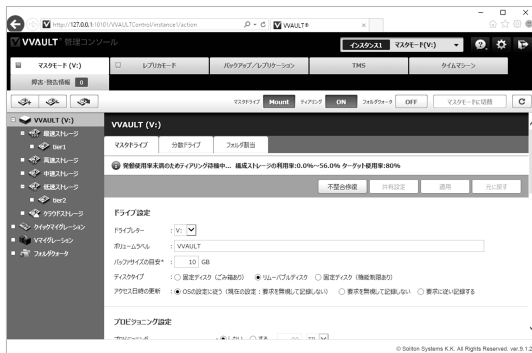 http://127.0.0.1:10101/VVAULTControl/instance1/action
VVAULT®
VVAULT® 管理コンソール
インスタンス1 マスタモード(V:)
マスタモード (V:)
レプリカモード
バックアップ／レプリケーション
TMS
タイムマシーン
障害・警告情報 0
マスタドライブ Mount ティアリング ON フォルダクォータ OFF マスタモードに切替
VVAULT (V:)
極速ストレージ
tier1
高速ストレージ
中速ストレージ
低速ストレージ
tier2
クラウドストレージ
クイックマイグレーション
Vマイグレーション
フォルダクォータ
VVAULT (V:)
マスタドライブ
分散ドライブ
フォルダ割当
発動使用率未満のためティアリング待機中... 構成ストレージの利用率:0.0%～56.0% ターゲット使用率:80%
不整合修復
共有設定
適用
元に戻す
ドライブ設定
ドライブレター : V:
ボリュームラベル : VVAULT
バッファサイズの目安* : 10 GB
ディスクタイプ : 固定ディスク (ごみ箱あり) リムーバブルディスク 固定ディスク (機能制限あり)
アクセス日時の更新 : OSの設定に従う (現在の設定：要求を無視して記録しない) 要求を無視して記録しない 要求に従い記録する
プロビジョニング設定
© Soliton Systems K.K. All Rights Reserved. ver.9.1.2